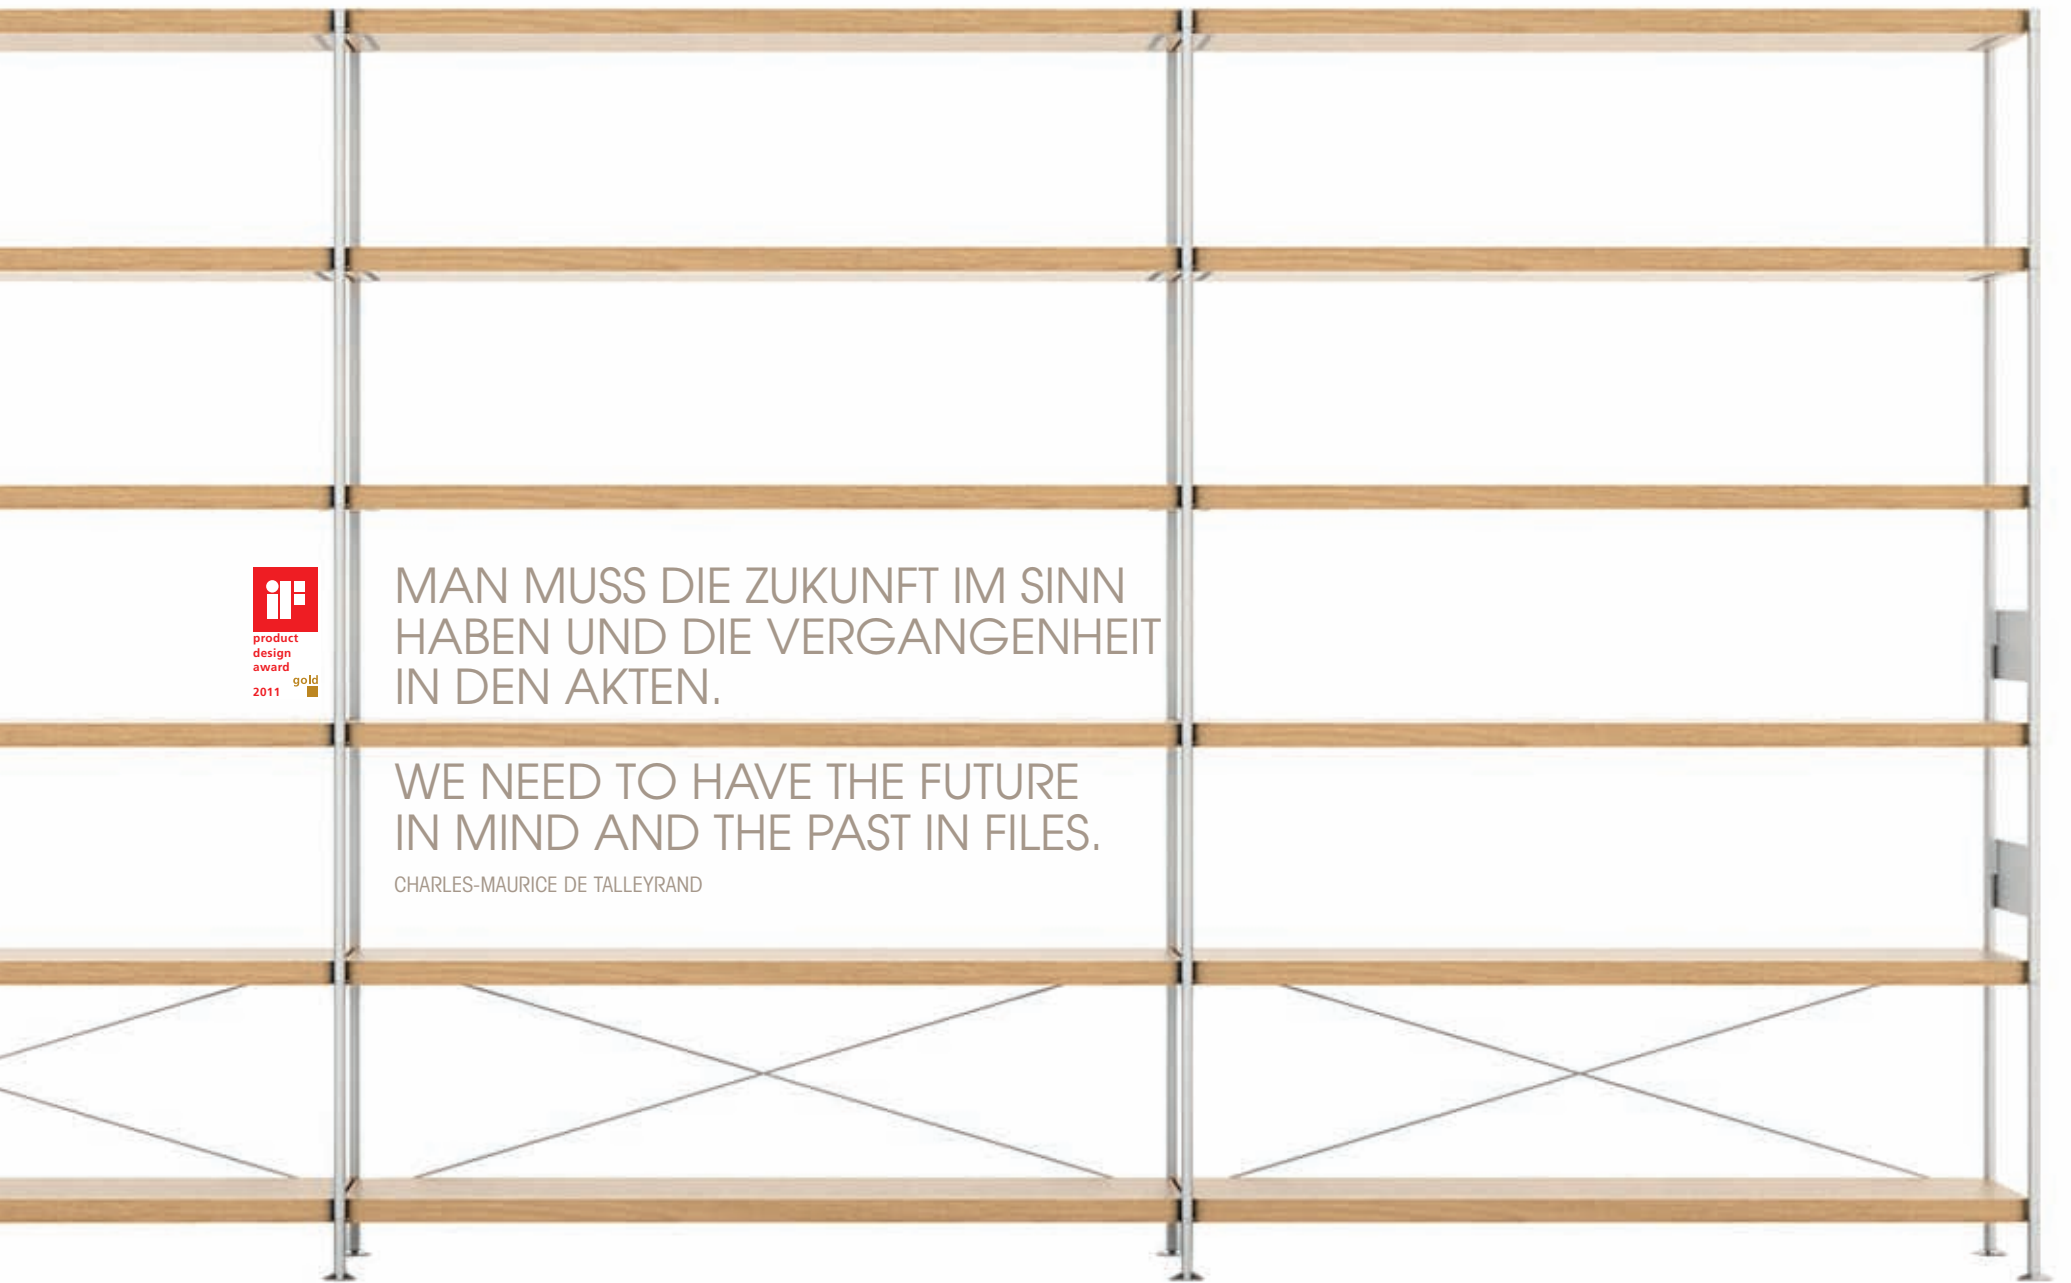 iF
product
design
award
gold
2011
MAN MUSS DIE ZUKUNFT IM SINN
HABEN UND DIE VERGANGENHEIT
IN DEN AKTEN.
WE NEED TO HAVE THE FUTURE
IN MIND AND THE PAST IN FILES.
CHARLES-MAURICE DE TALLEYRAND